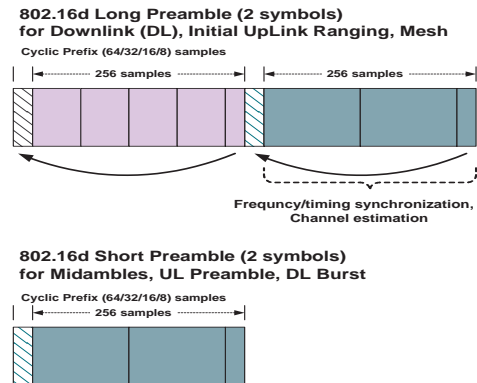 802.16d Long Preamble (2 symbols)
for Downlink (DL), Initial UpLink Ranging, Mesh
Cyclic Prefix (64/32/16/8) samples
256 samples
256 samples
Frequncy/timing synchronization,
Channel estimation
802.16d Short Preamble (2 symbols)
for Midambles, UL Preamble, DL Burst
Cyclic Prefix (64/32/16/8) samples
256 samples